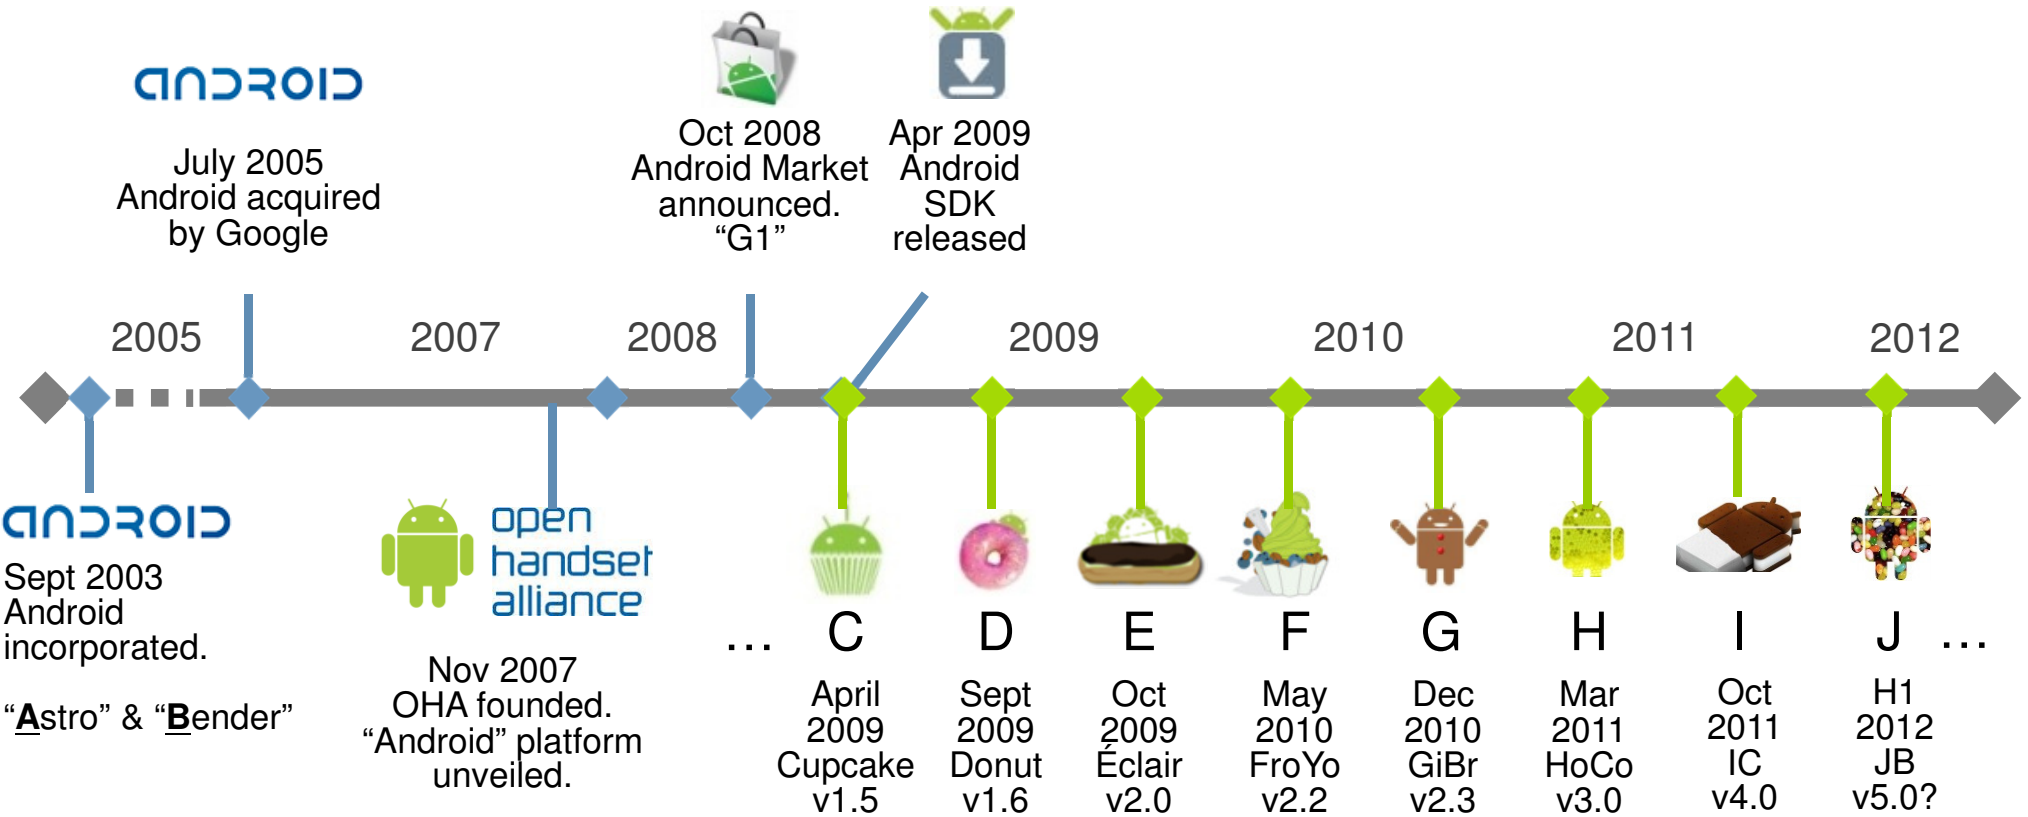 ANDROID
July 2005
Android acquired
by Google
Oct 2008
Android Market
announced.
“G1”
Apr 2009
Android
SDK
released
2005
2007
2008
2009
2010
2011
2012
ANDROID
Sept 2003
Android
incorporated.
“Astro” & “Bender”
open
handset
alliance
Nov 2007
OHA founded.
“Android” platform
unveiled.
…
C
April
2009
Cupcake
v1.5
D
Sept
2009
Donut
v1.6
E
Oct
2009
Éclair
v2.0
F
May
2010
FroYo
v2.2
G
Dec
2010
GiBr
v2.3
H
Mar
2011
HoCo
v3.0
I
Oct
2011
IC
v4.0
J
H1
2012
JB
v5.0?
…